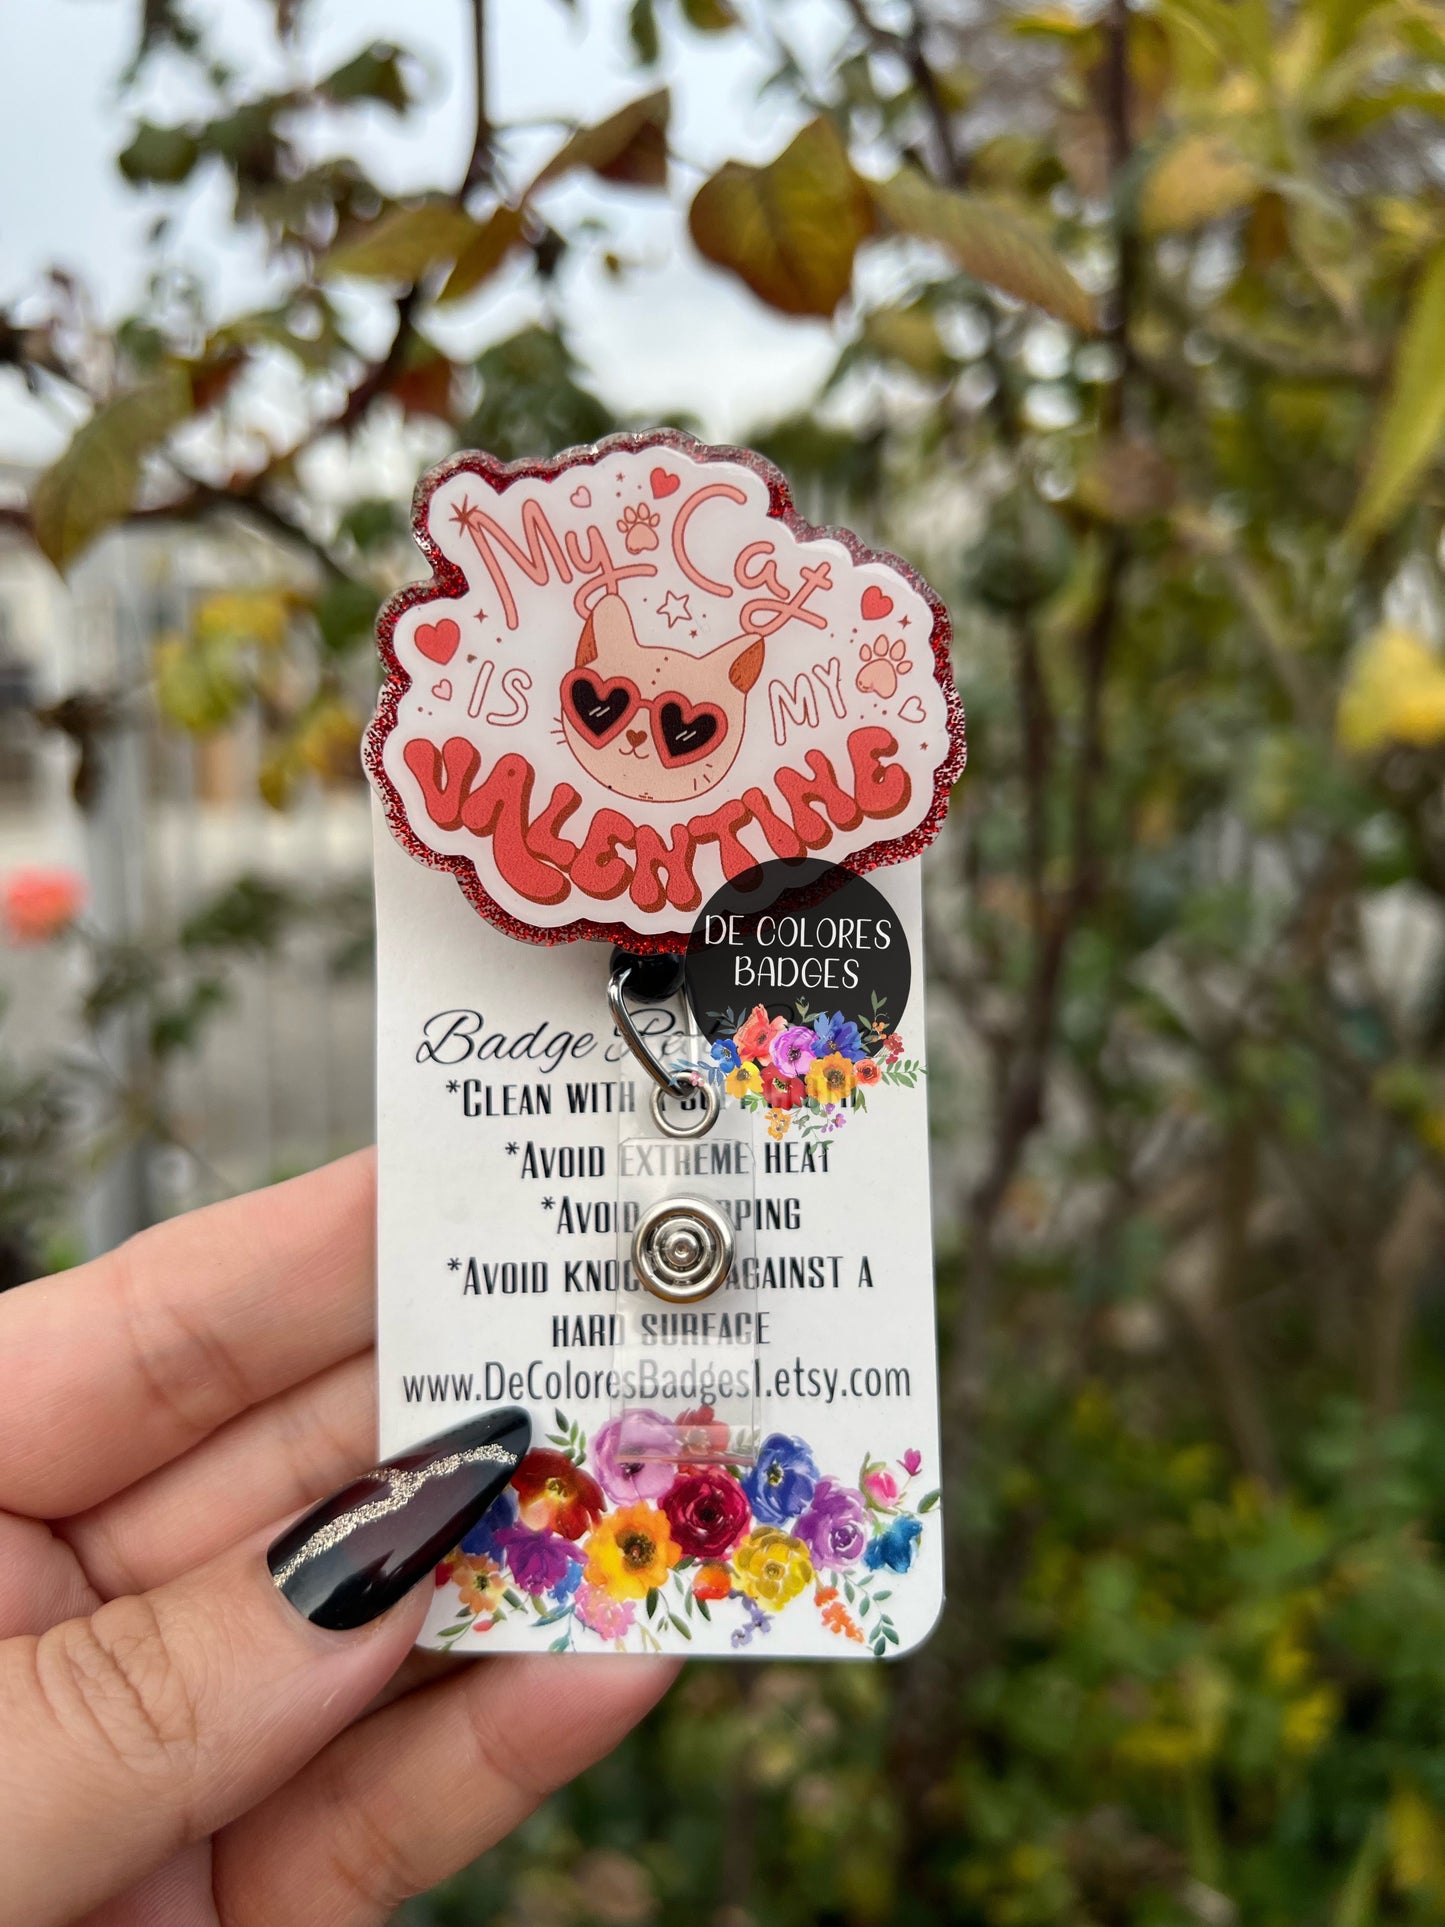 My Cat
IS MY
VALENTINE
DE COLORES
BADGES
Badge
*CLEAN WITH A
*AVOID EXTREME HEAT
*AVOID
*AVOID AGAINST A
HARD SURFACE
www.DeColoresBadges1.etsy.com